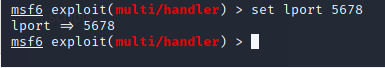 msf6 exploit(multi/handler) > set lport 5678
lport => 5678
msf6 exploit(multi/handler) >